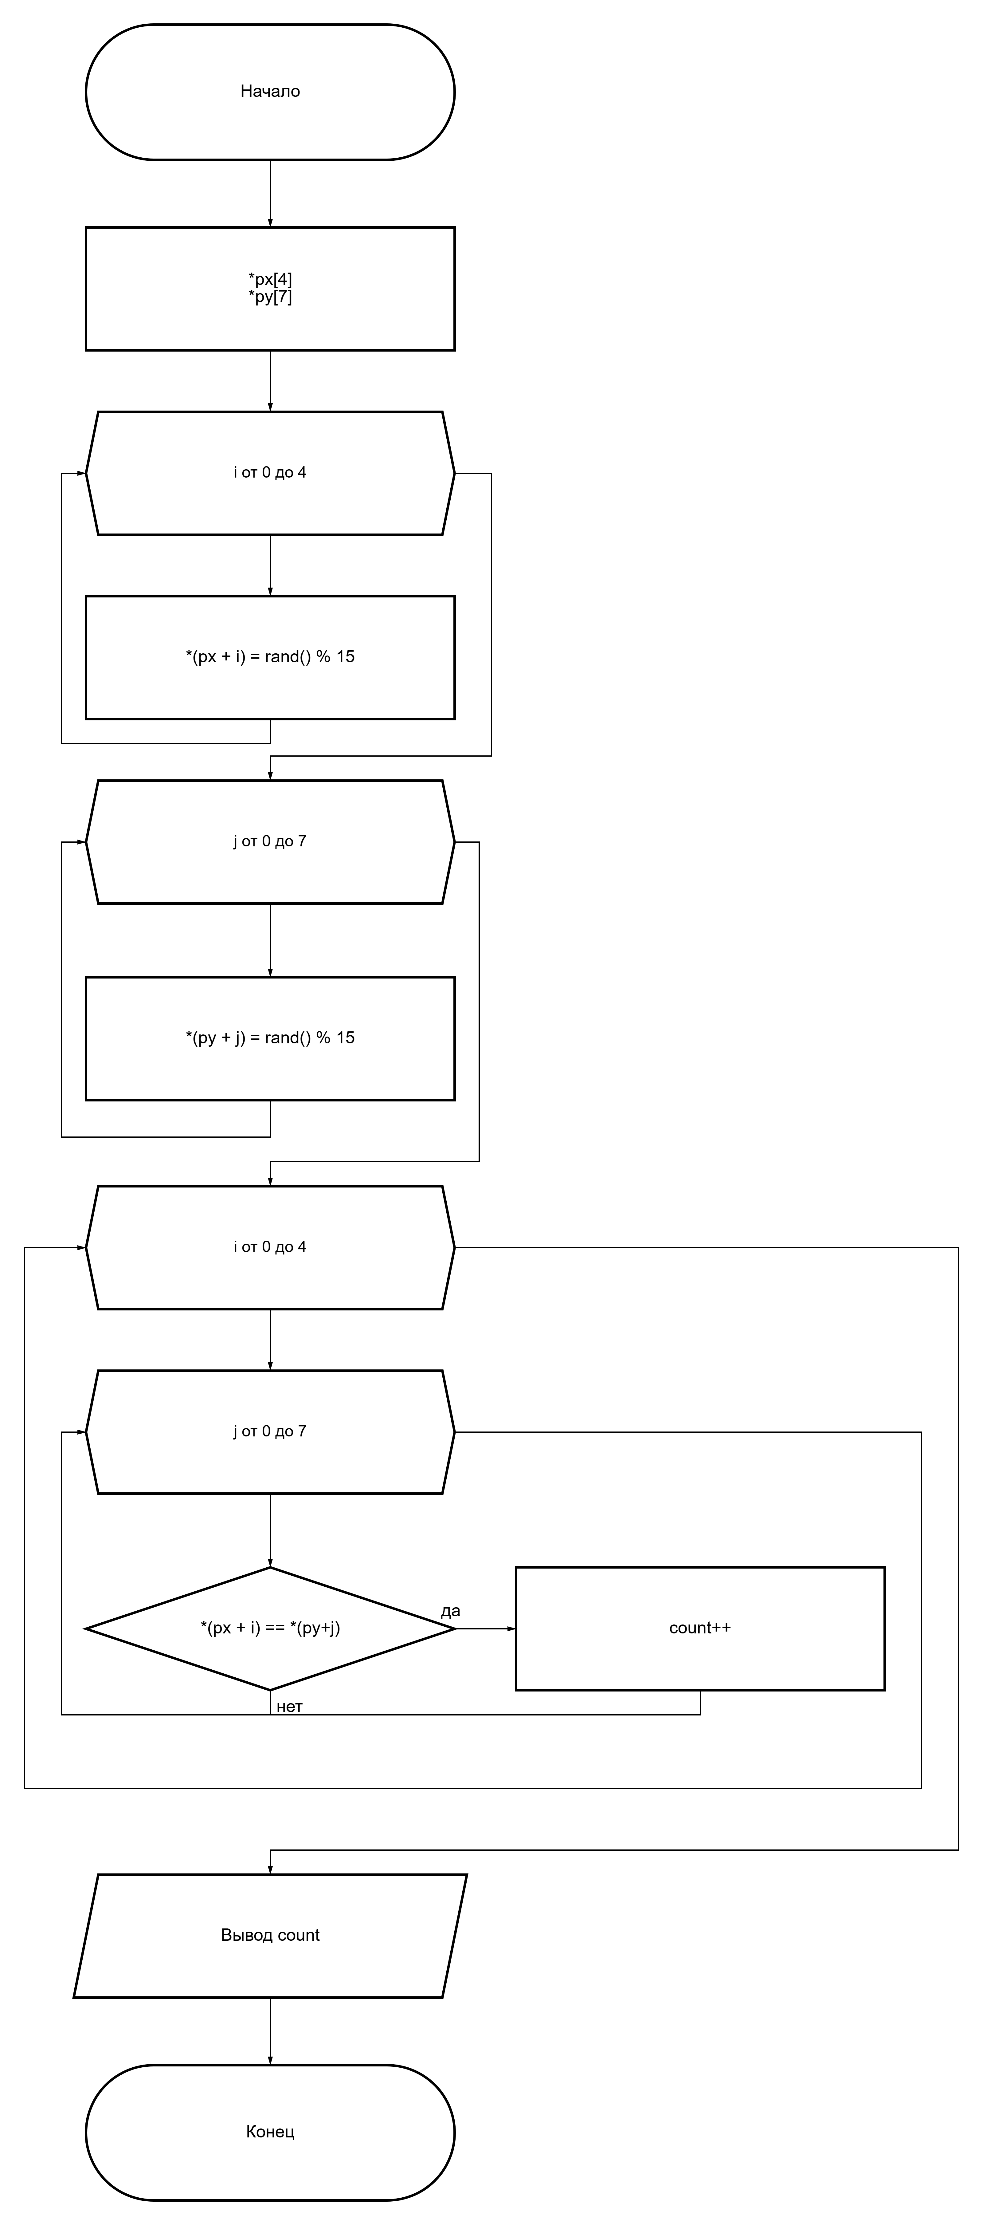 Начало
*px[4]
*py[7]
i от 0 до 4
*(px + i) = rand() % 15
j от 0 до 7
*(py + j) = rand() % 15
i от 0 до 4
j от 0 до 7
*(px + i) == *(py+j)
да
count++
нет
Вывод count
Конец